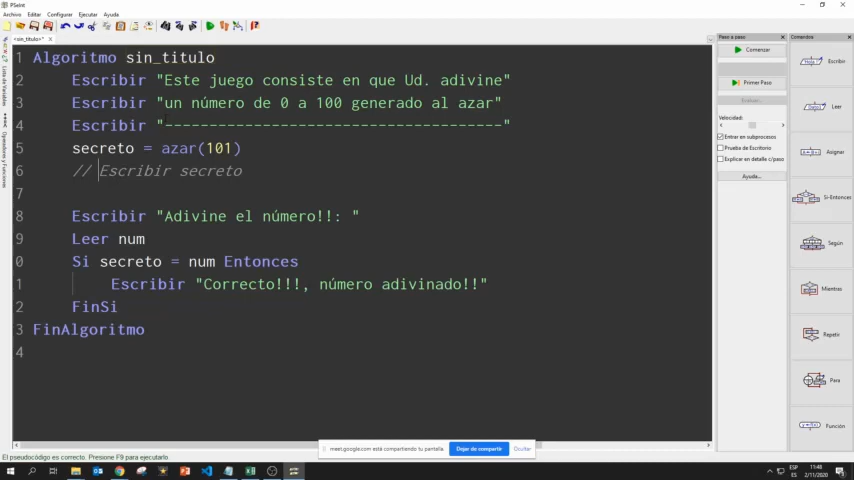 PSeInt
Archivo Editar Configurar Ejecutar Ayuda
<sin_titulo>*
Lista de Variables
Operadores y Funciones
1 Algoritmo sin_titulo
2 Escribir "Este juego consiste en que Ud. adivine"
3 Escribir "un número de 0 a 100 generado al azar"
4 Escribir "--------------------------------------"
5 secreto = azar(101)
6 // Escribir secreto
7
8 Escribir "Adivine el número!!: "
9 Leer num
0 Si secreto = num Entonces
1 Escribir "Correcto!!!, número adivinado!!"
2 FinSi
3 FinAlgoritmo
4
Paso a paso
Comenzar
Primer Paso
Evaluar...
Velocidad:
Entrar en subprocesos
Prueba de Escritorio
Explicar en detalle c/paso
Ayuda...
Comandos
Escribir
Leer
Asignar
Si-Entonces
Según
Mientras
Repetir
Para
Función
meet.google.com está compartiendo tu pantalla.
Dejar de compartir
Ocultar
El pseudocódigo es correcto. Presione F9 para ejecutarlo.
ESP
ES
11:48
2/11/2020